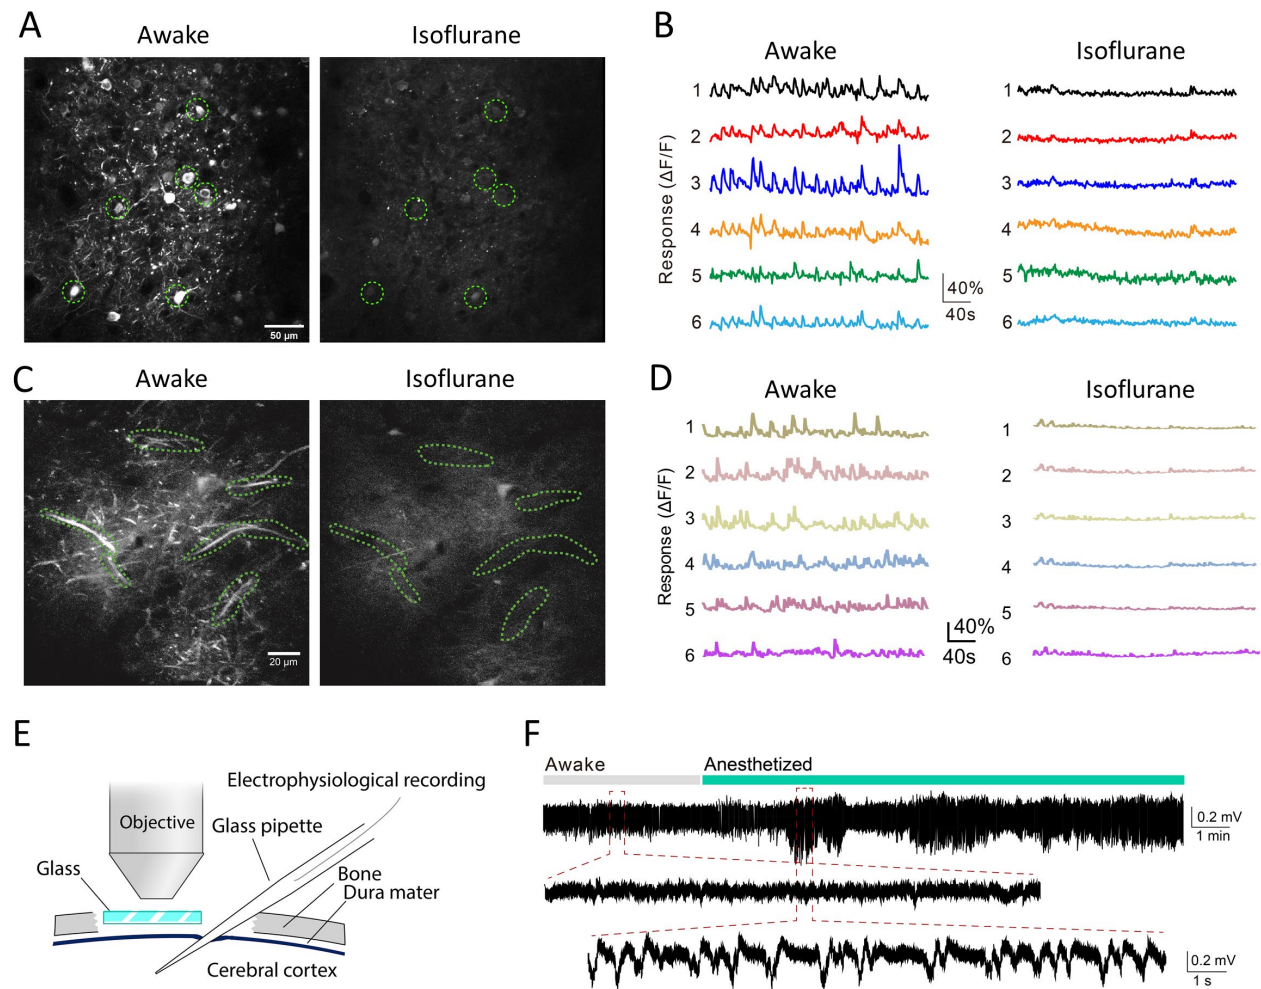 A
Awake
Isoflurane
50 µm
B
Awake
Isoflurane
Response (ΔF/F)
1
2
3
4
5
6
40%
40s
1
2
3
4
5
6
C
Awake
Isoflurane
20 µm
D
Awake
Isoflurane
Response (ΔF/F)
1
2
3
4
5
6
40%
40s
1
2
3
4
5
6
E
Electrophysiological recording
Objective
Glass pipette
Glass
Bone
Dura mater
Cerebral cortex
F
Awake
Anesthetized
0.2 mV
1 min
0.2 mV
1 s